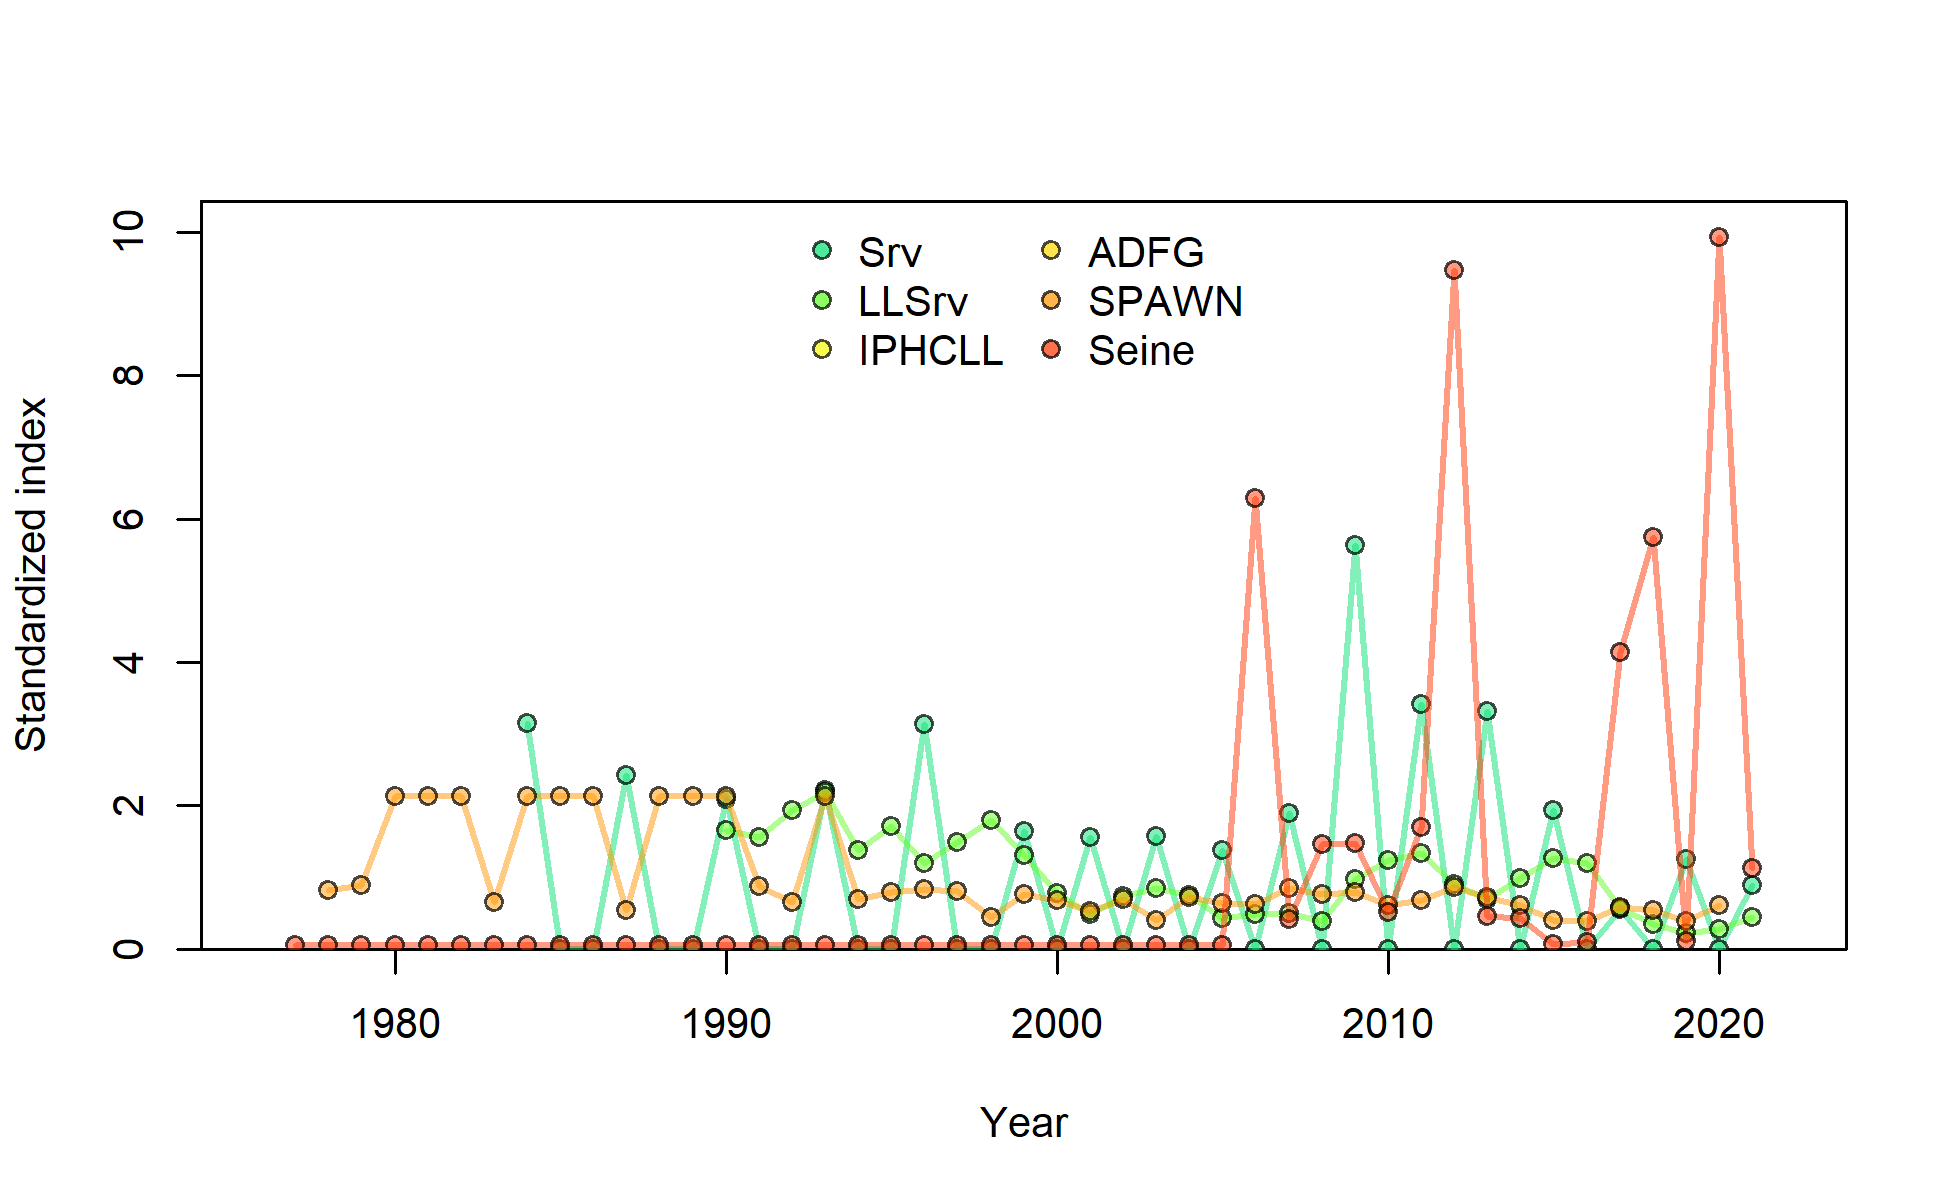 Srv
LLSrv
IPHCLL
ADFG
SPAWN
Seine
Standardized index
10
8
6
4
2
0
1980 1990 2000 2010 2020
Year